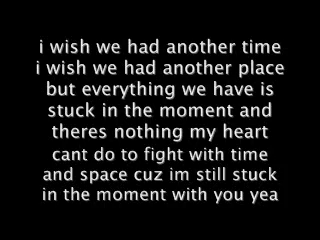 i wish we had another time
i wish we had another place
but everything we have is
stuck in the moment and
theres nothing my heart
cant do to fight with time
and space cuz im still stuck
in the moment with you yea